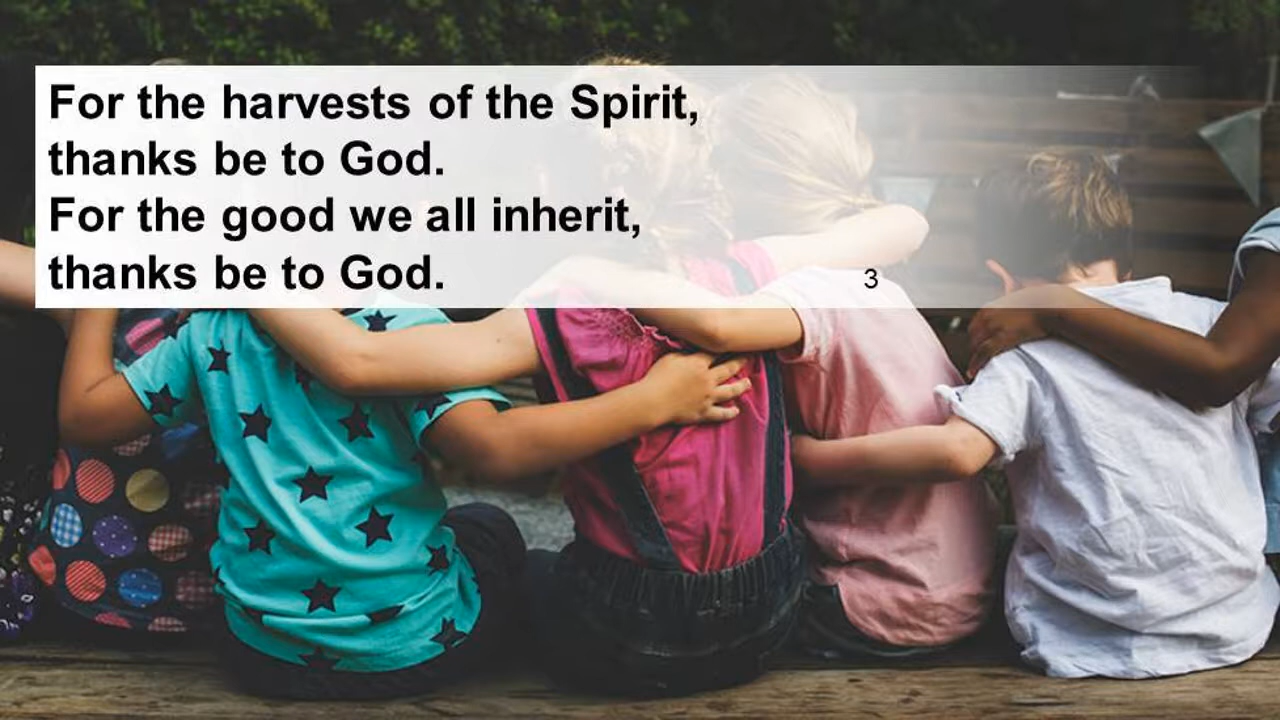 For the harvests of the Spirit,
thanks be to God.
For the good we all inherit,
thanks be to God.
3